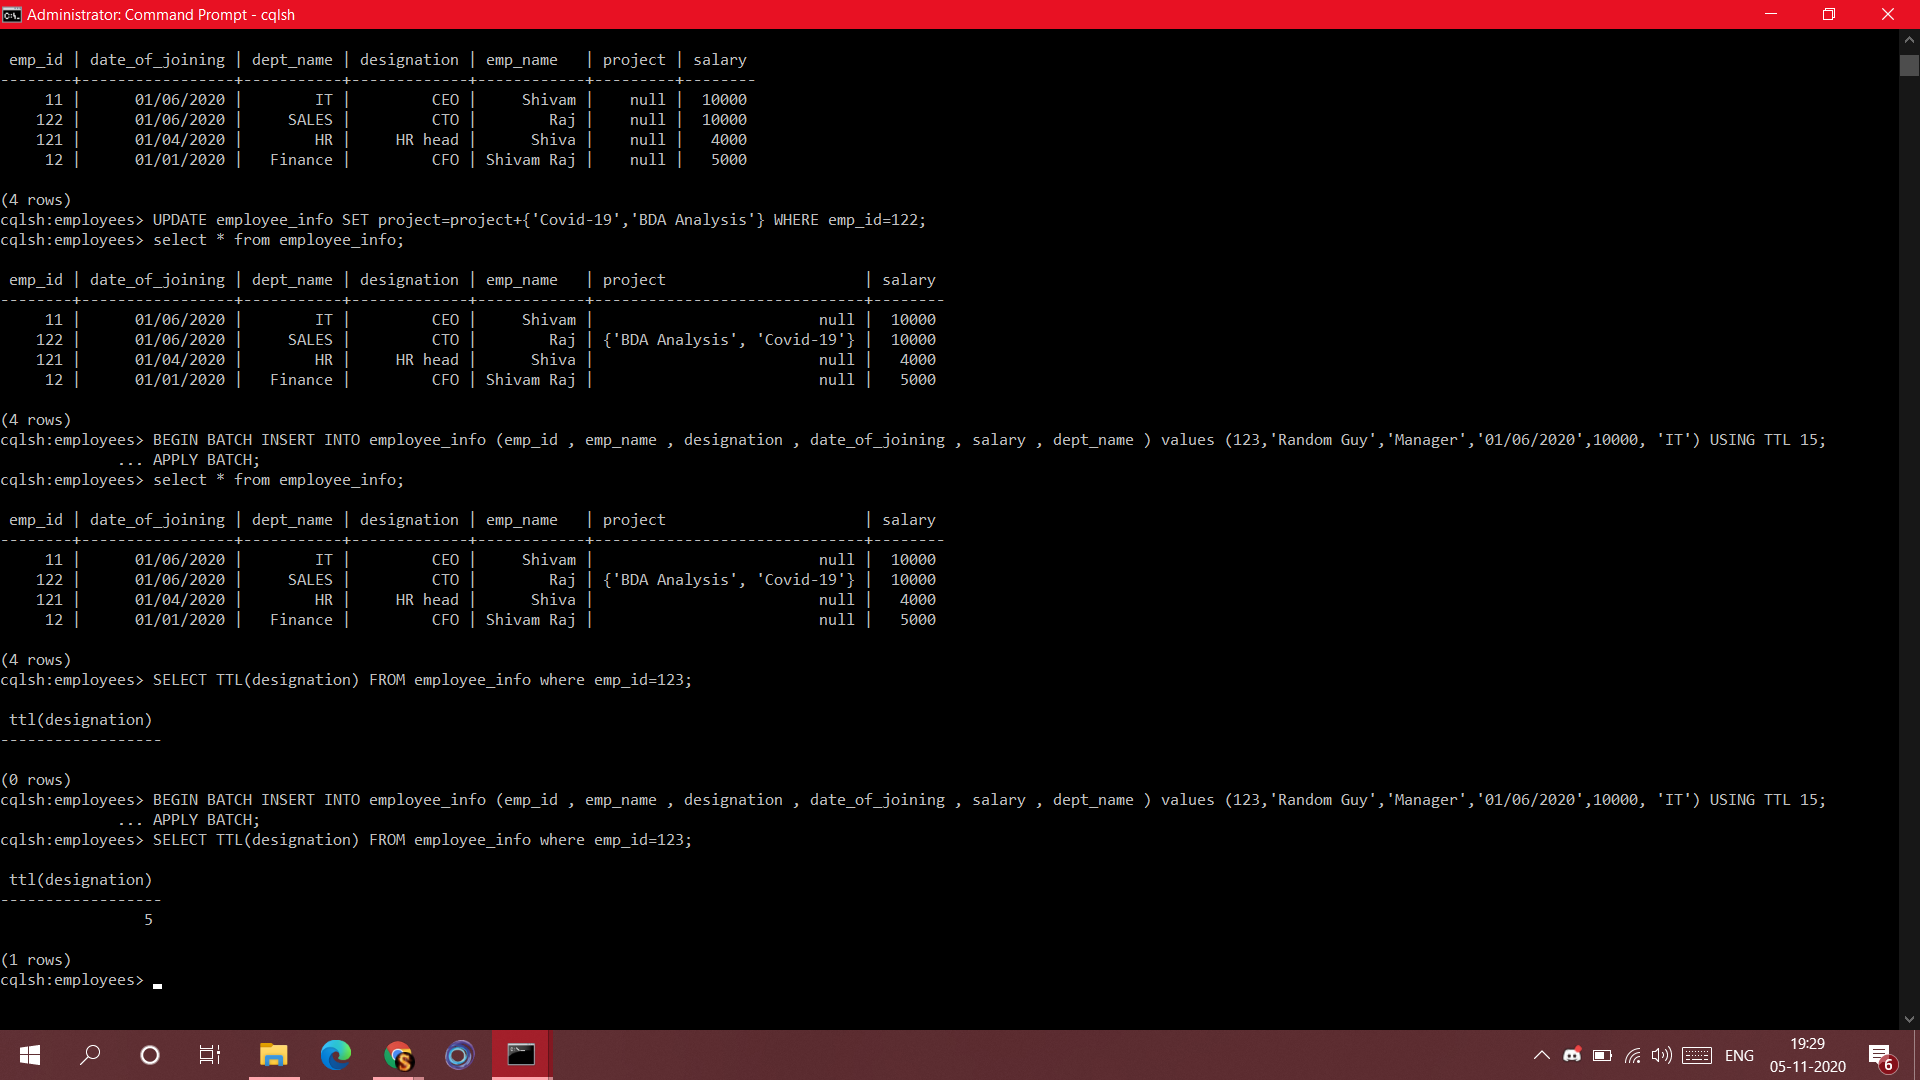 Administrator: Command Prompt - cqlsh
emp_id | date_of_joining | dept_name | designation | emp_name   | project | salary
--------+-----------------+-----------+-------------+------------+---------+--------
     11 |      01/06/2020 |        IT |         CEO |     Shivam |    null |  10000
    122 |      01/06/2020 |     SALES |         CTO |        Raj |    null |  10000
    121 |      01/04/2020 |        HR |     HR head |      Shiva |    null |   4000
     12 |      01/01/2020 |   Finance |         CFO | Shivam Raj |    null |   5000
(4 rows)
cqlsh:employees> UPDATE employee_info SET project=project+{'Covid-19','BDA Analysis'} WHERE emp_id=122;
cqlsh:employees> select * from employee_info;
emp_id | date_of_joining | dept_name | designation | emp_name   | project                      | salary
--------+-----------------+-----------+-------------+------------+------------------------------+--------
     11 |      01/06/2020 |        IT |         CEO |     Shivam |                         null |  10000
    122 |      01/06/2020 |     SALES |         CTO |        Raj | {'BDA Analysis', 'Covid-19'} |  10000
    121 |      01/04/2020 |        HR |     HR head |      Shiva |                         null |   4000
     12 |      01/01/2020 |   Finance |         CFO | Shivam Raj |                         null |   5000
(4 rows)
cqlsh:employees> BEGIN BATCH INSERT INTO employee_info (emp_id , emp_name , designation , date_of_joining , salary , dept_name ) values (123,'Random Guy','Manager','01/06/2020',10000, 'IT') USING TTL 15;
             ... APPLY BATCH;
cqlsh:employees> select * from employee_info;
emp_id | date_of_joining | dept_name | designation | emp_name   | project                      | salary
--------+-----------------+-----------+-------------+------------+------------------------------+--------
     11 |      01/06/2020 |        IT |         CEO |     Shivam |                         null |  10000
    122 |      01/06/2020 |     SALES |         CTO |        Raj | {'BDA Analysis', 'Covid-19'} |  10000
    121 |      01/04/2020 |        HR |     HR head |      Shiva |                         null |   4000
     12 |      01/01/2020 |   Finance |         CFO | Shivam Raj |                         null |   5000
(4 rows)
cqlsh:employees> SELECT TTL(designation) FROM employee_info where emp_id=123;
ttl(designation)
------------------
(0 rows)
cqlsh:employees> BEGIN BATCH INSERT INTO employee_info (emp_id , emp_name , designation , date_of_joining , salary , dept_name ) values (123,'Random Guy','Manager','01/06/2020',10000, 'IT') USING TTL 15;
             ... APPLY BATCH;
cqlsh:employees> SELECT TTL(designation) FROM employee_info where emp_id=123;
ttl(designation)
------------------
                5
(1 rows)
cqlsh:employees>
ENG
19:29
05-11-2020
6